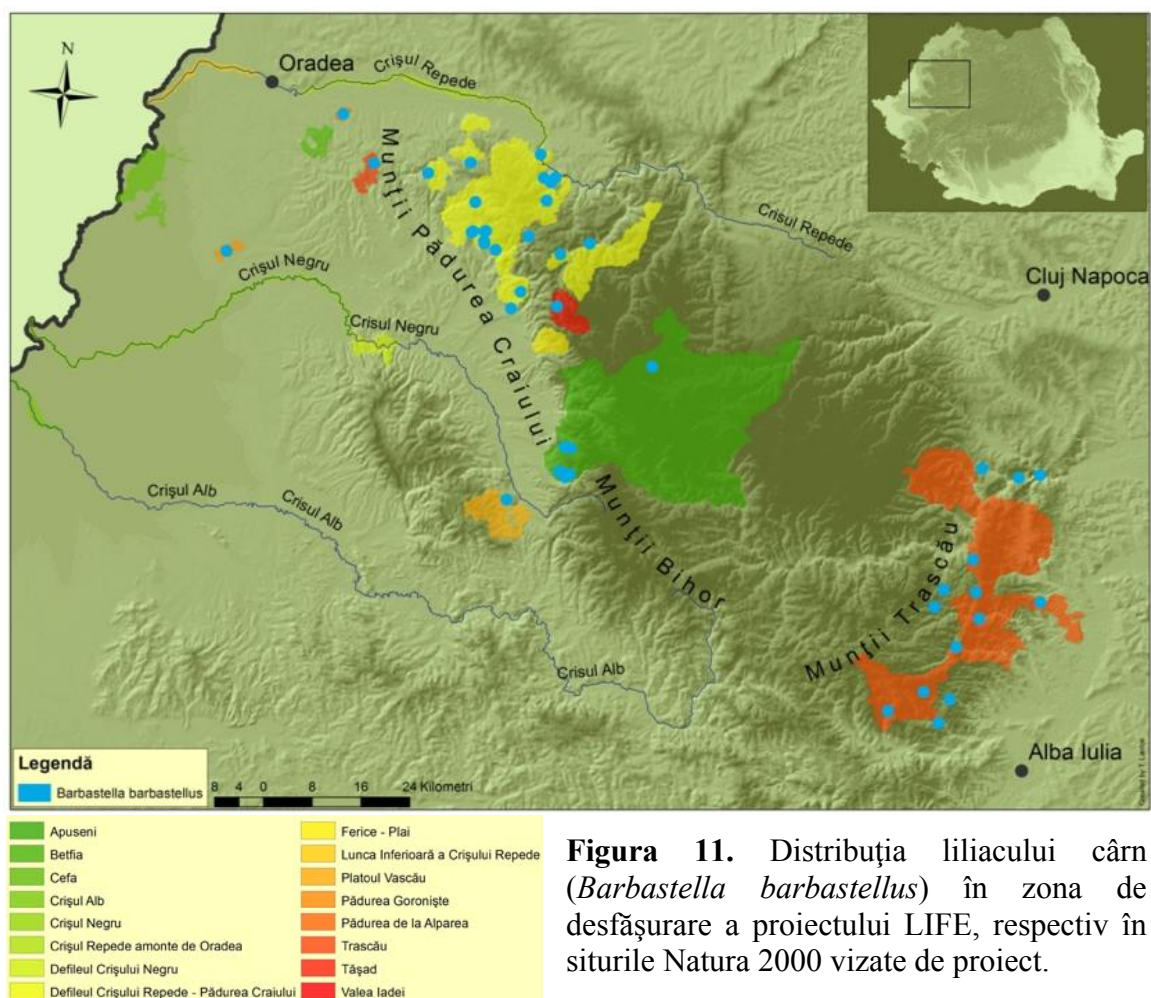 N
Oradea
Crişul Repede
Munţii Pădurea Craiului
Crişul Repede
Cluj Napoca
Crişul Negru
Crisul Negru
Crişul Alb
Crisul Alb
Munţii Bihor
Munţii Trascău
Crisul Alb
Alba Iulia
Legendă
Barbastella barbastellus
8 4 0 8 16 24 Kilometri
Apuseni
Betfia
Cefa
Crişul Alb
Crişul Negru
Crişul Repede amonte de Oradea
Defileul Crişului Negru
Defileul Crişului Repede - Pădurea Craiului
Ferice - Plai
Lunca Inferioară a Crişului Repede
Platoul Vascău
Pădurea Goronişte
Pădurea de la Alparea
Trascău
Tăşad
Valea Iadei
Figura 11. Distribuţia liliacului cârn
(Barbastella barbastellus) în zona de
desfăşurare a proiectului LIFE, respectiv în
siturile Natura 2000 vizate de proiect.